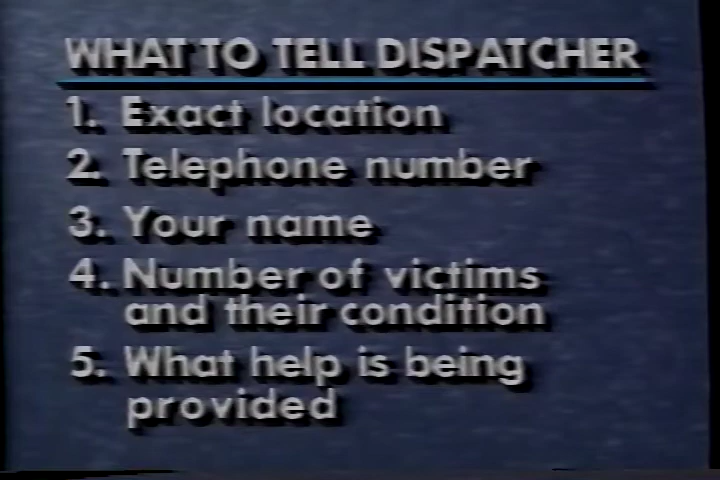 WHAT TO TELL DISPATCHER
1. Exact location
2. Telephone number
3. Your name
4. Number of victims
and their condition
5. What help is being
provided